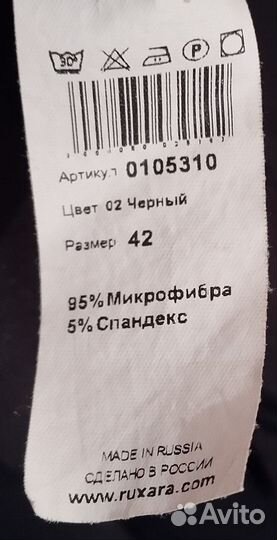 30°
P
Артикул 0105310
Цвет 02 Черный
Размер 42
95% Микрофибра
5% Спандекс
MADE IN RUSSIA
СДЕЛАНО В РОССИИ
www.ruxara.com
Avito